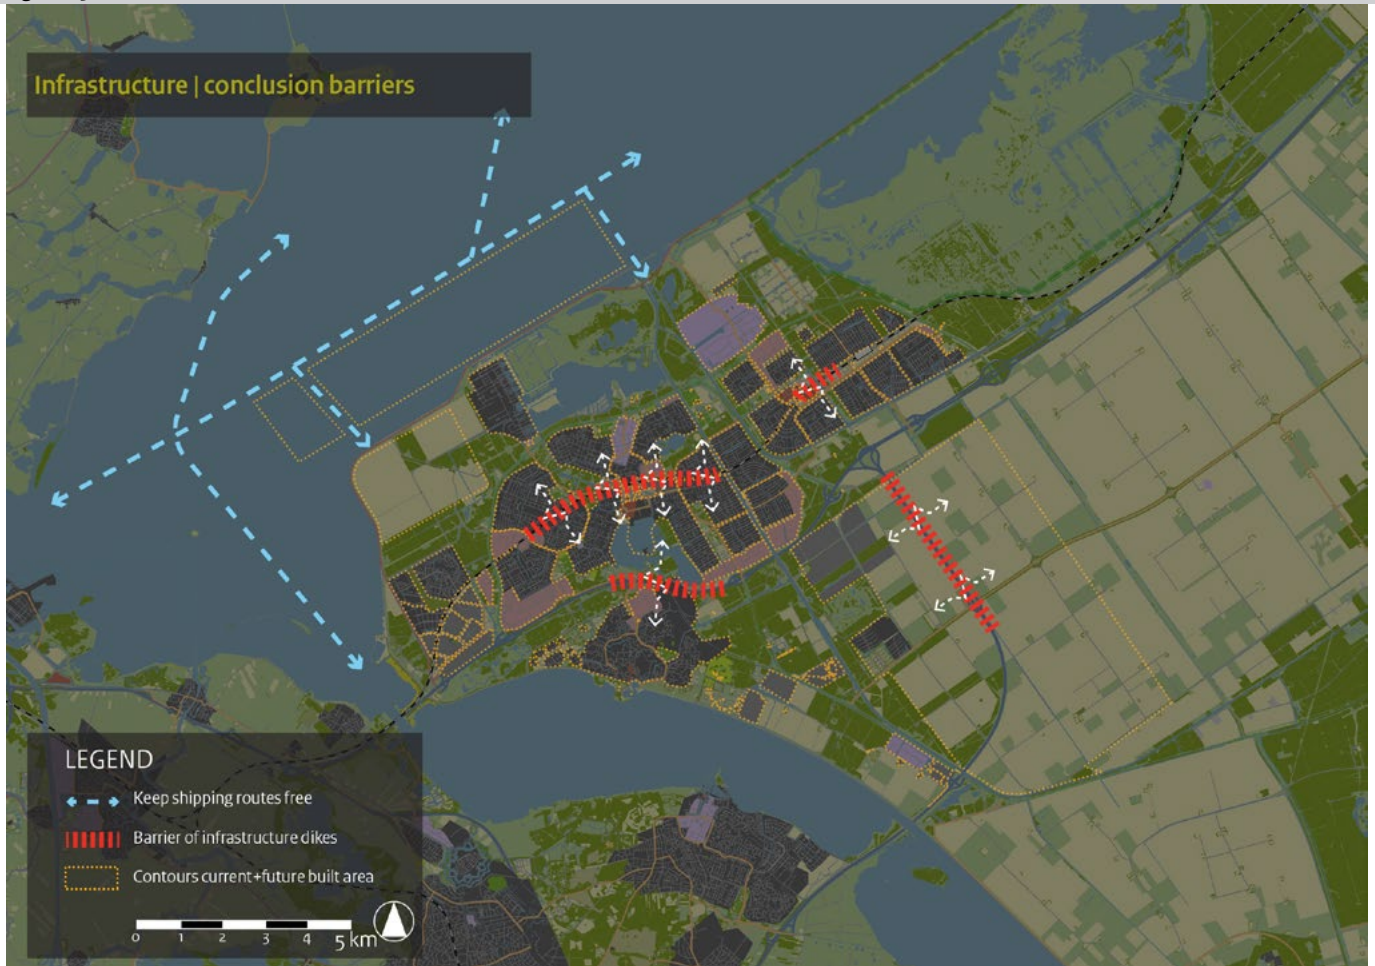 Infrastructure | conclusion barriers
LEGEND
Keep shipping routes free
Barrier of infrastructure dikes
Contours current+future built area
0 1 2 3 4 5 km